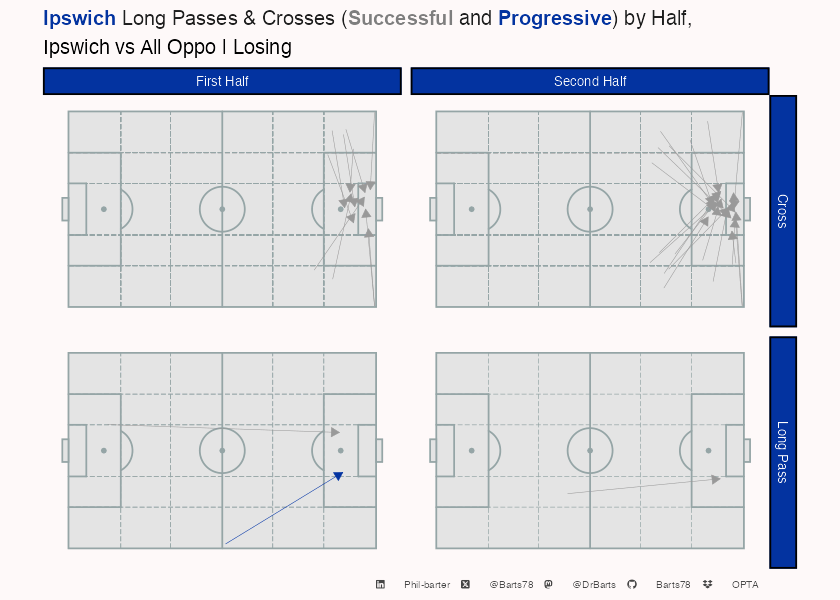 Ipswich Long Passes & Crosses (Successful and Progressive) by Half,
Ipswich vs All Oppo I Losing
First Half
Second Half
Cross
Long Pass
Phil-barter @Barts78 @DrBarts Barts78 OPTA